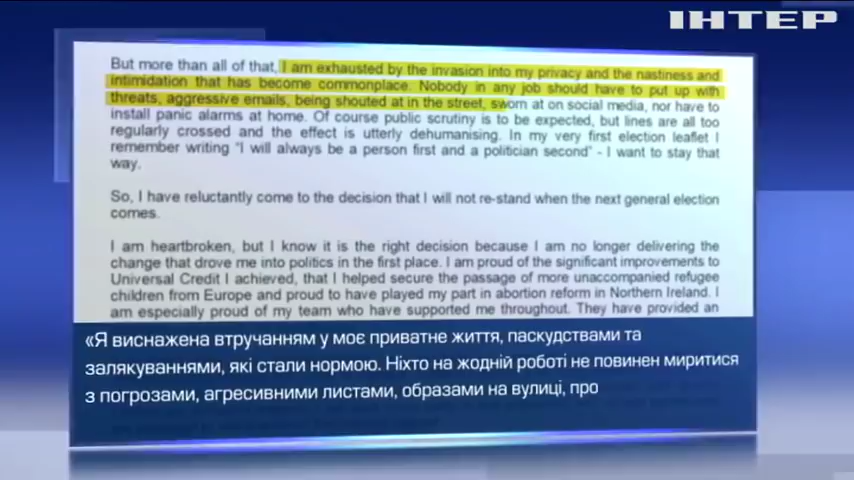 ІНТЕР
But more than all of that, I am exhausted by the invasion into my privacy and the nastiness and
intimidation that has become commonplace. Nobody in any job should have to put up with
threats, aggressive emails, being shouted at in the street, sworn at on social media, nor have to
install panic alarms at home. Of course public scrutiny is to be expected, but lines are all too
regularly crossed and the effect is utterly dehumanising. In my very first election leaflet I
remember writing "I will always be a person first and a politician second" - I want to stay that
way.
So, I have reluctantly come to the decision that I will not re-stand when the next general election
comes.
I am heartbroken, but I know it is the right decision because I am no longer delivering the
change that drove me into politics in the first place. I am proud of the significant improvements to
Universal Credit I achieved, that I helped secure the passage of more unaccompanied refugee
children from Europe and proud to have played my part in abortion reform in Northern Ireland. I
am especially proud of my team who have supported me throughout. They have provided an
«Я виснажена втручанням у моє приватне життя, паскудствами та
залякуваннями, які стали нормою. Ніхто на жодній роботі не повинен миритися
з погрозами, агресивними листами, образами на вулиці, про